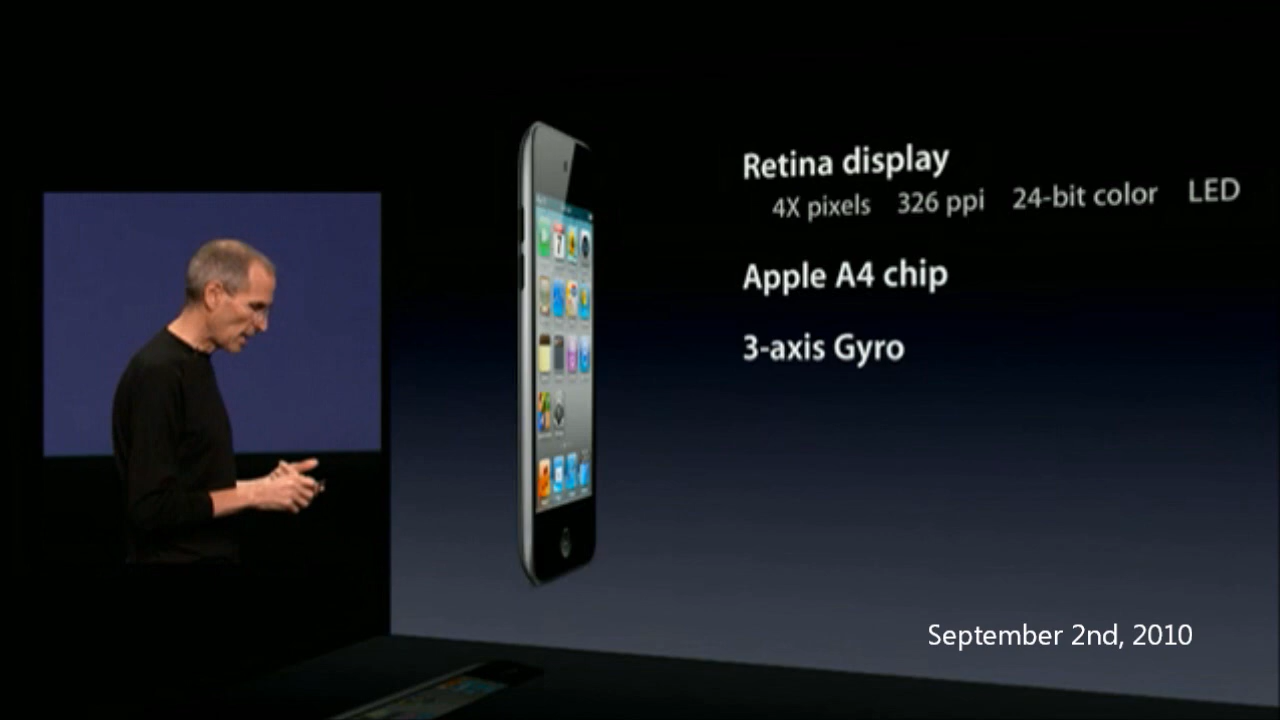 Retina display
4X pixels 326 ppi 24-bit color LED
Apple A4 chip
3-axis Gyro
September 2nd, 2010